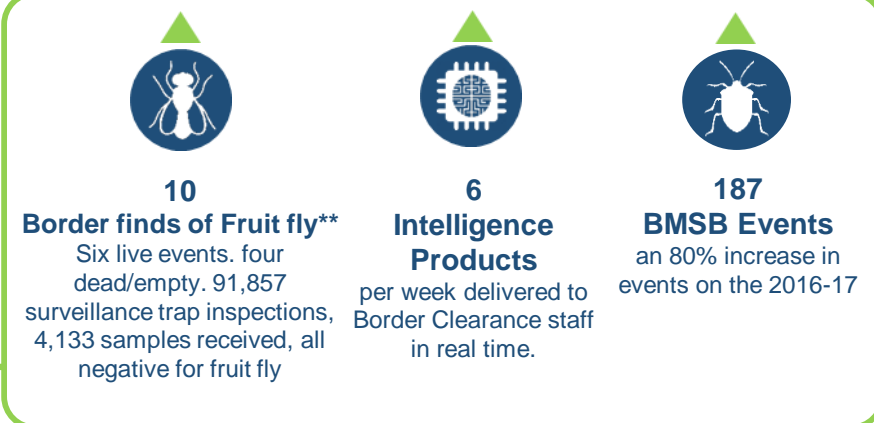 10
Border finds of Fruit fly**
Six live events. four
dead/empty. 91,857
surveillance trap inspections,
4,133 samples received, all
negative for fruit fly
6
Intelligence
Products
per week delivered to
Border Clearance staff
in real time.
187
BMSB Events
an 80% increase in
events on the 2016-17